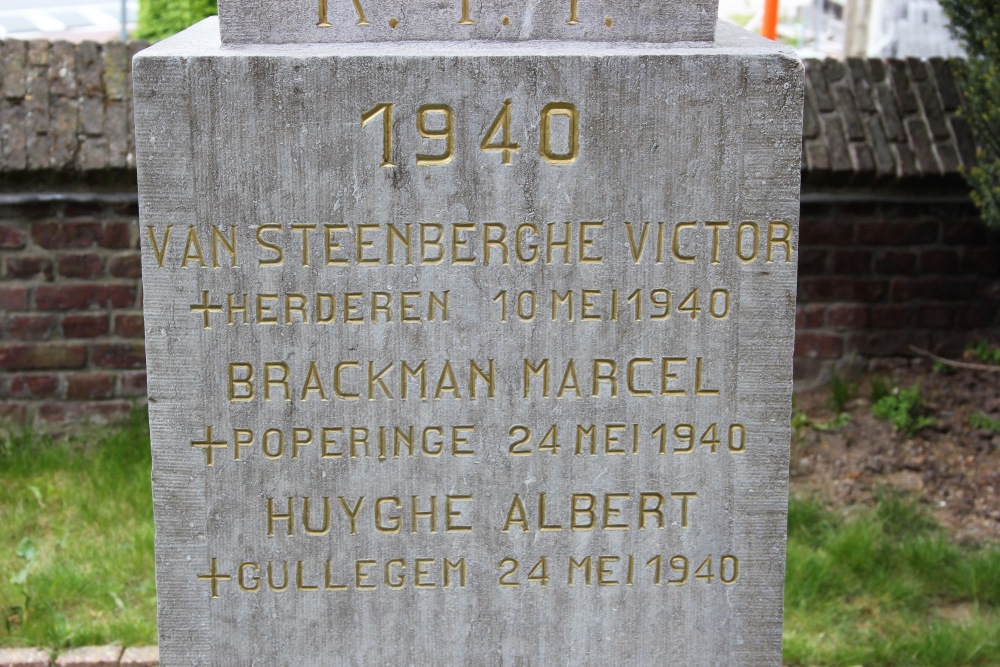 1940
VAN STEENBERGHE VICTOR
+HERDEREN 10 MEI 1940
BRACKMAN MARCEL
+POPERINGE 24 MEI 1940
HUYGHE ALBERT
+GULLEGEM 24 MEI 1940